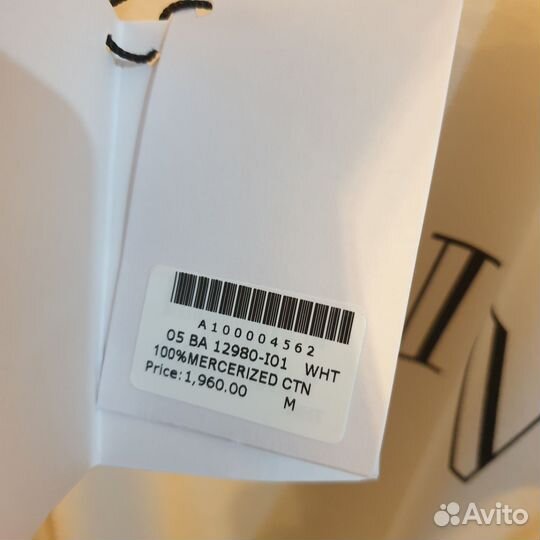 A100004562
05 BA 12980-I01 WHT
100%MERCERIZED CTN
Price:1,960.00 M
Avito